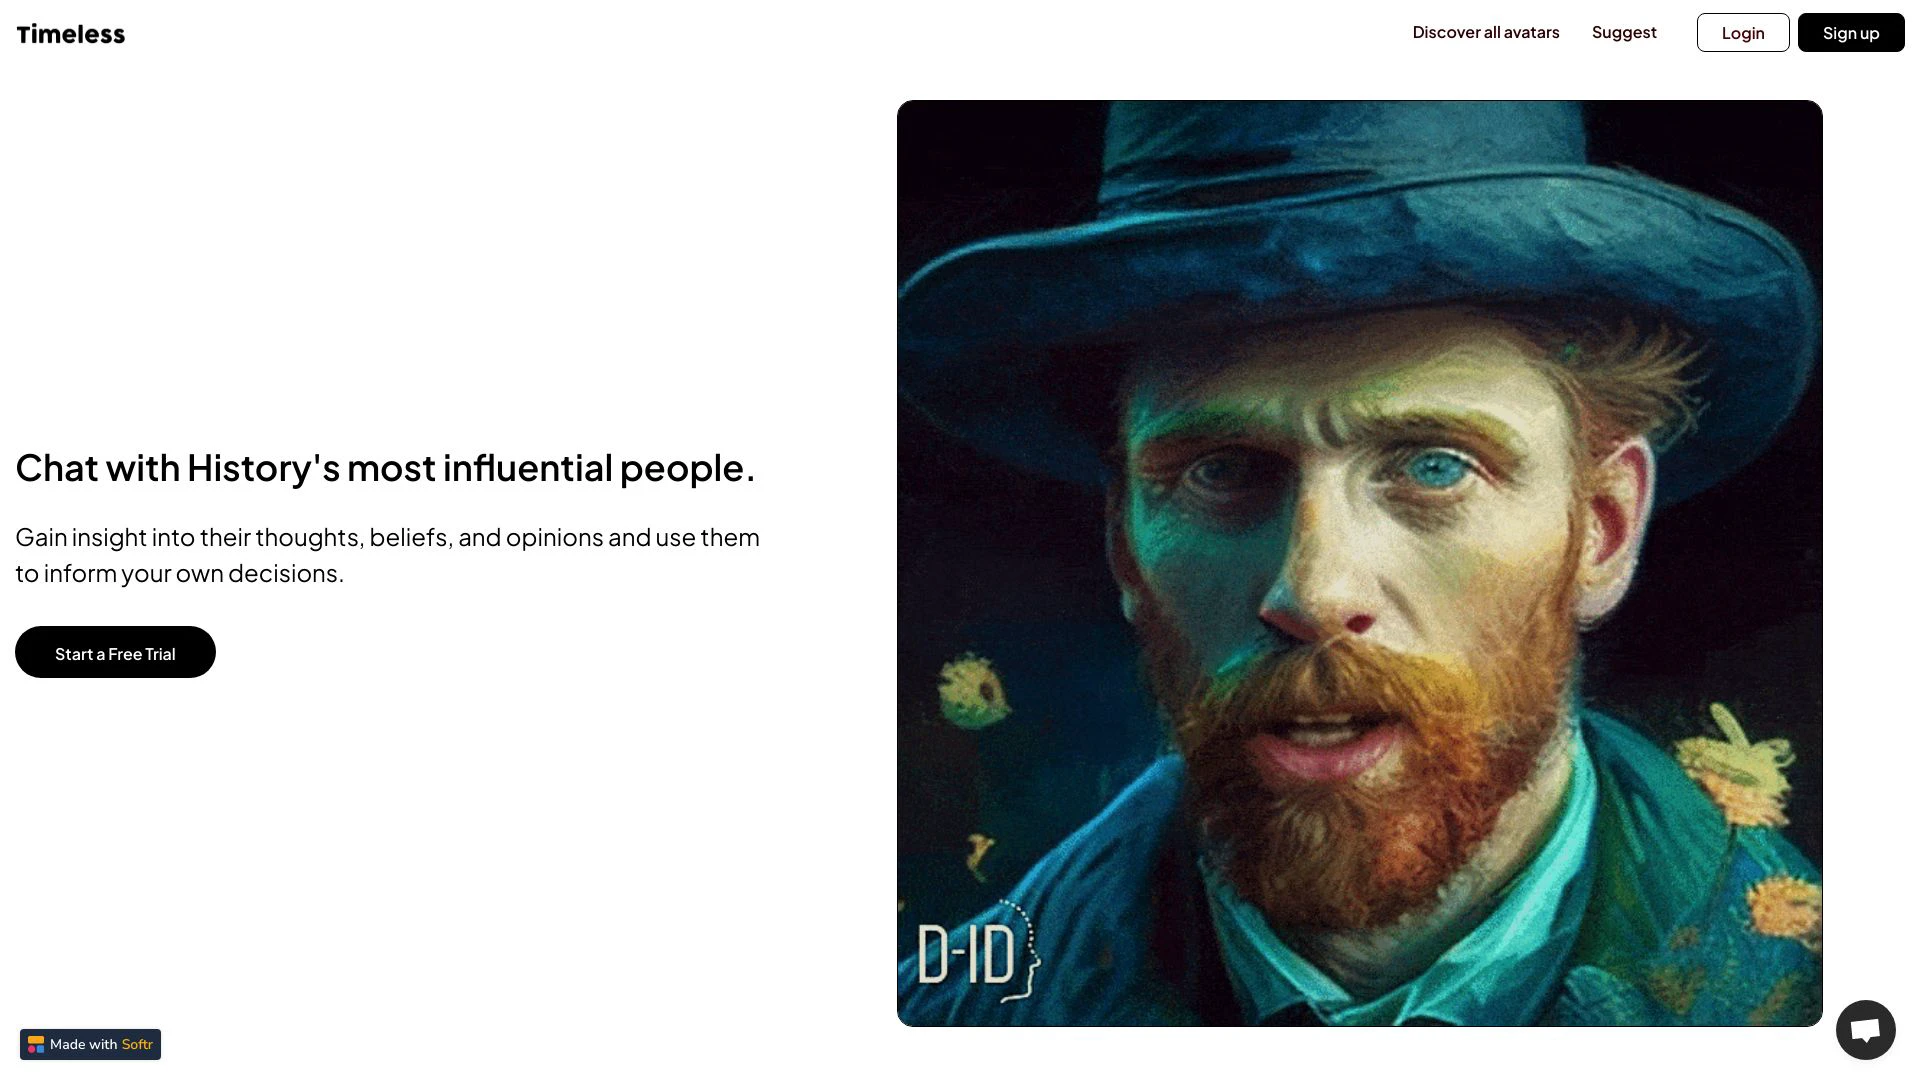 Timeless
Discover all avatars
Suggest
Login
Sign up
Chat with History's most influential people.
Gain insight into their thoughts, beliefs, and opinions and use them
to inform your own decisions.
Start a Free Trial
D-ID
Made with Softr